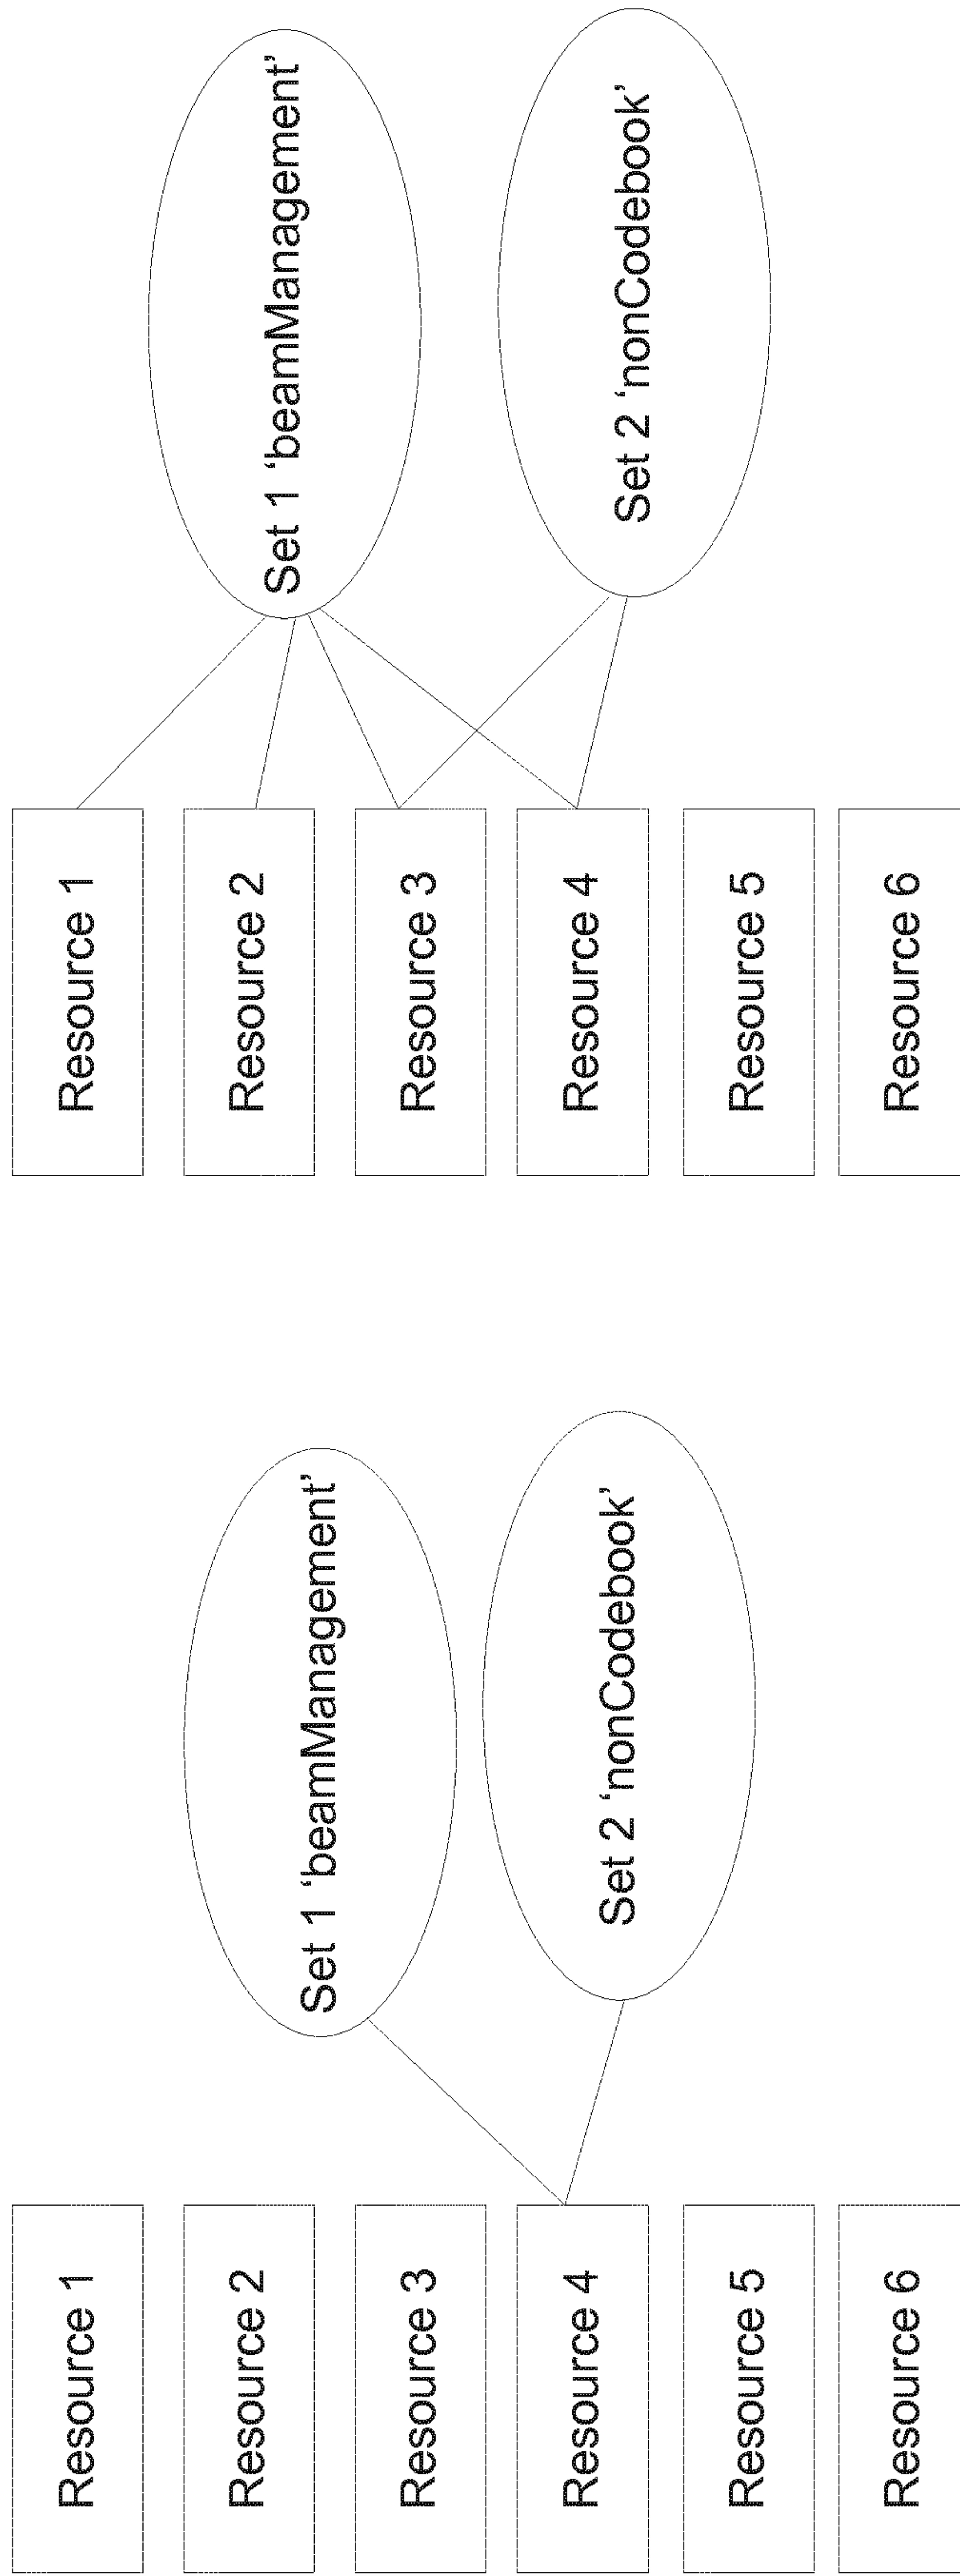 Resource 1
Resource 2
Resource 3
Resource 4
Resource 5
Resource 6
Set 1 ‘beamManagement’
Set 2 ‘nonCodebook’
Resource 1
Resource 2
Resource 3
Resource 4
Resource 5
Resource 6
Set 1 ‘beamManagement’
Set 2 ‘nonCodebook’